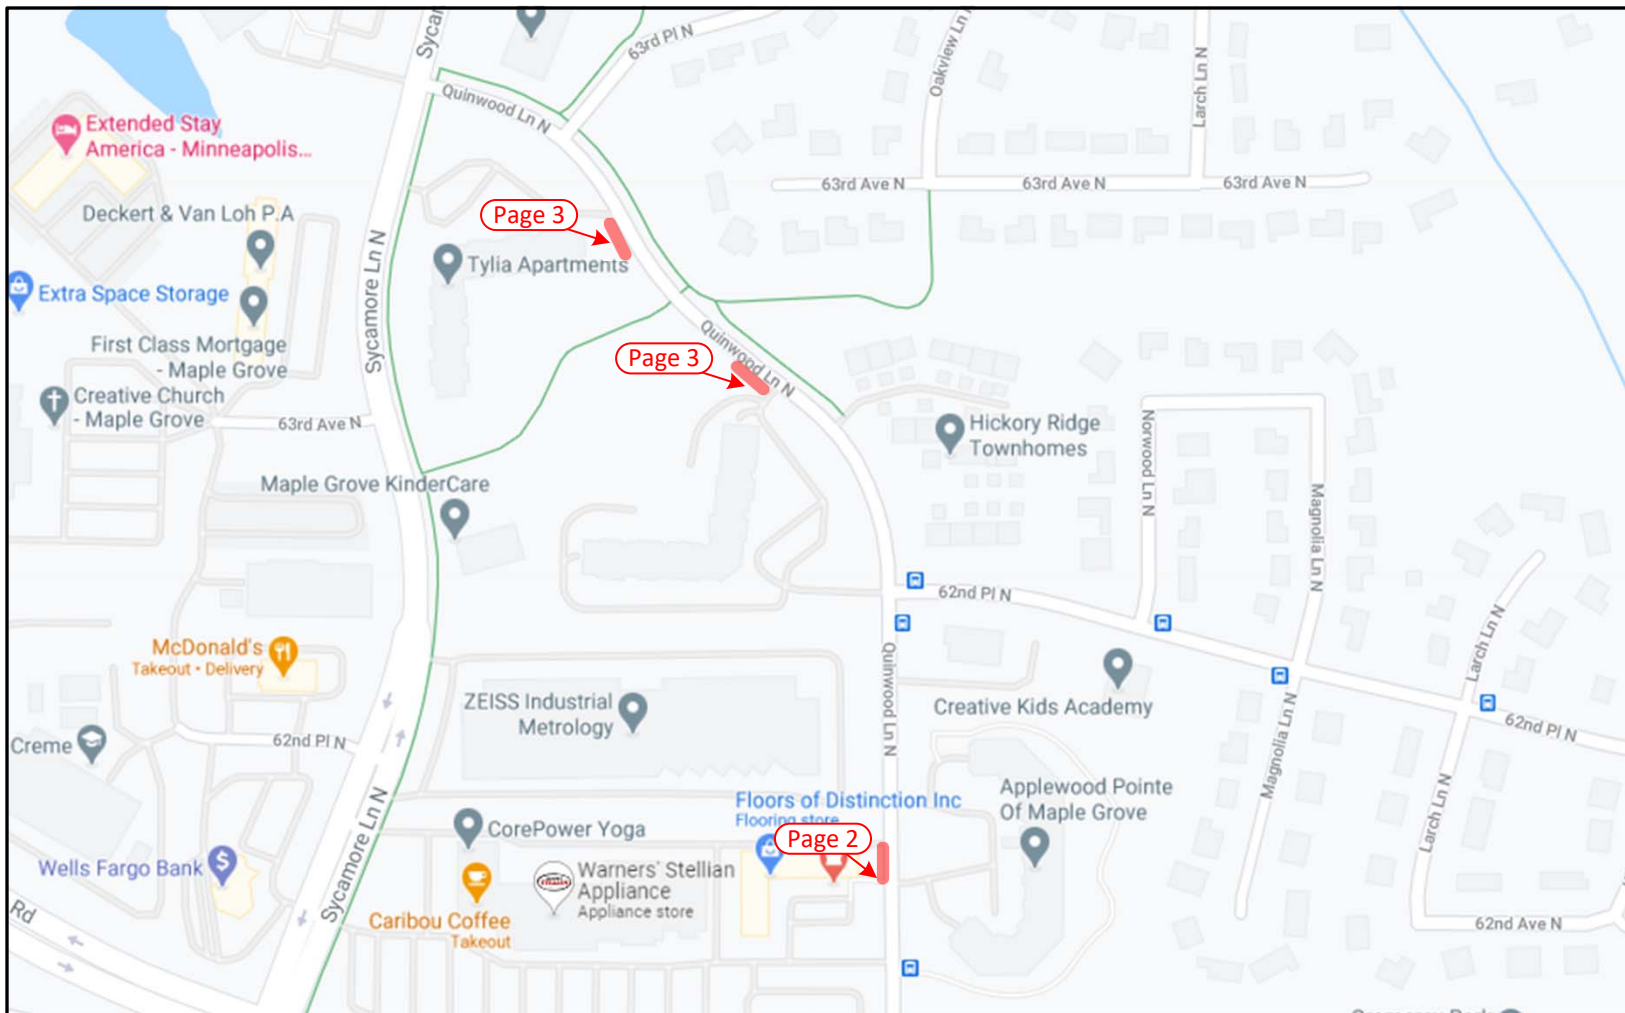 Sycar
63rd Pl N
Oakview Ln N
Larch Ln N
Quinwood Ln N
Extended Stay
America - Minneapolis...
63rd Ave N
63rd Ave N
63rd Ave N
Deckert & Van Loh P.A
Page 3
Sycamore Ln N
Tylia Apartments
Extra Space Storage
First Class Mortgage
- Maple Grove
Quinwood Ln N
Page 3
Creative Church
- Maple Grove
63rd Ave N
Hickory Ridge
Townhomes
Norwood Ln N
Magnolia Ln N
Maple Grove KinderCare
62nd Pl N
McDonald's
Takeout • Delivery
Larch Ln N
Quinwood Ln N
ZEISS Industrial
Metrology
Creative Kids Academy
Magnolia Ln N
62nd Pl N
Creme
62nd Pl N
Larch Ln N
Sycamore Ln N
Floors of Distinction Inc
Flooring store
Applewood Pointe
Of Maple Grove
CorePower Yoga
Page 2
Wells Fargo Bank
Warners' Stellian
Appliance
Appliance store
Caribou Coffee
Takeout
Rd
62nd Ave N